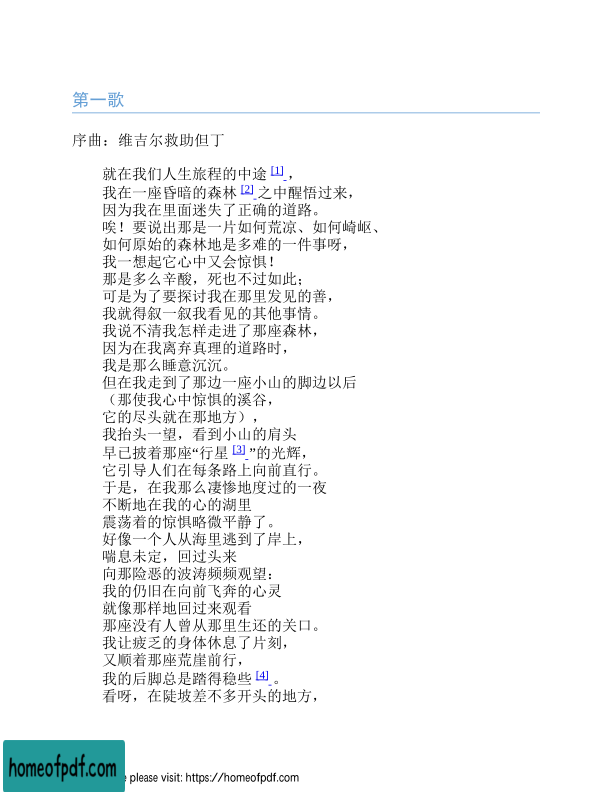 第一歌
序曲：维吉尔救助但丁
就在我们人生旅程的中途[1]，
我在一座昏暗的森林[2]之中醒悟过来，
因为我在里面迷失了正确的道路。
唉！要说出那是一片如何荒凉、如何崎岖、
如何原始的森林地是多难的一件事呀，
我一想起它心中又会惊惧！
那是多么辛酸，死也不过如此；
可是为了要探讨我在那里发见的善，
我就得叙一叙我看见的其他事情。
我说不清我怎样走进了那座森林，
因为在我离弃真理的道路时，
我是那么睡意沉沉。
但在我走到了那边一座小山的脚边以后
（那使我心中惊惧的溪谷，
它的尽头就在那地方），
我抬头一望，看到小山的肩头
早已披着那座“行星[3]”的光辉，
它引导人们在每条路上向前直行。
于是，在我那么凄惨地度过的一夜
不断地在我的心的湖里
震荡着的惊惧略微平静了。
好像一个人从海里逃到了岸上，
喘息未定，回过头来
向那险恶的波涛频频观望：
我的仍旧在向前飞奔的心灵
就像那样地回过来观看
那座没有人曾从那里生还的关口。
我让疲乏的身体休息了片刻，
又顺着那座荒崖前行，
我的后脚总是踏得稳些[4]。
看呀，在陡坡差不多开头的地方，
homeofpdf.com
e please visit: https://homeofpdf.com